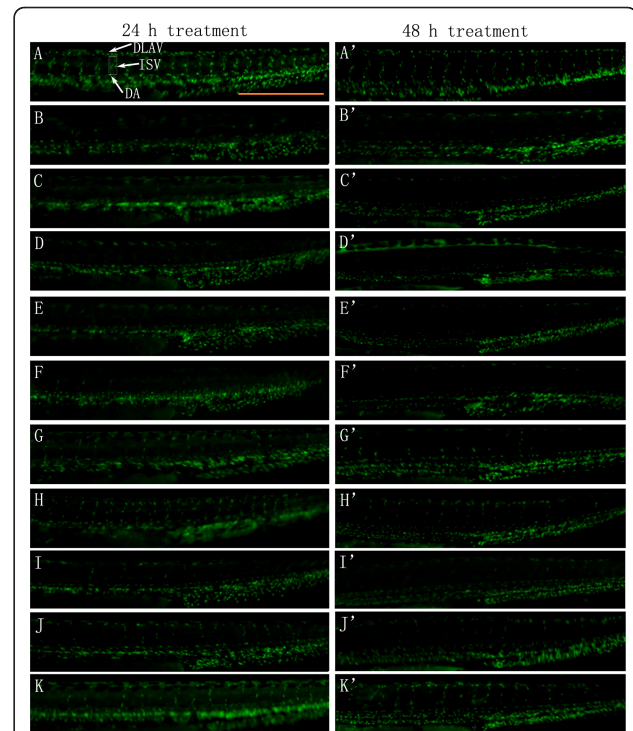 24 h treatment
48 h treatment
A
DLAV
ISV
DA
A'
B
B'
C
C'
D
D'
E
E'
F
F'
G
G'
H
H'
I
I'
J
J'
K
K'